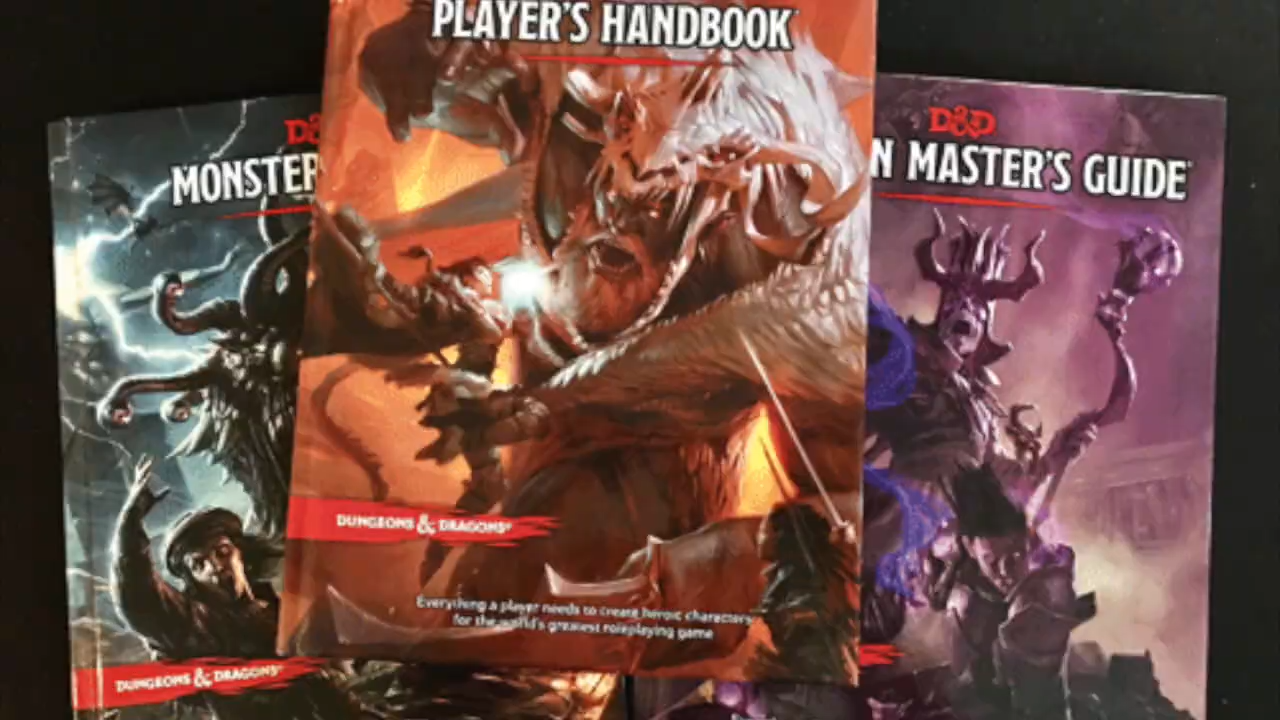 PLAYER'S HANDBOOK
DUNGEONS & DRAGONS®
Everything a player needs to create heroic characters
for the world's greatest roleplaying game
MONSTER
DUNGEONS & DRAGONS®
D&D
N MASTER'S GUIDE